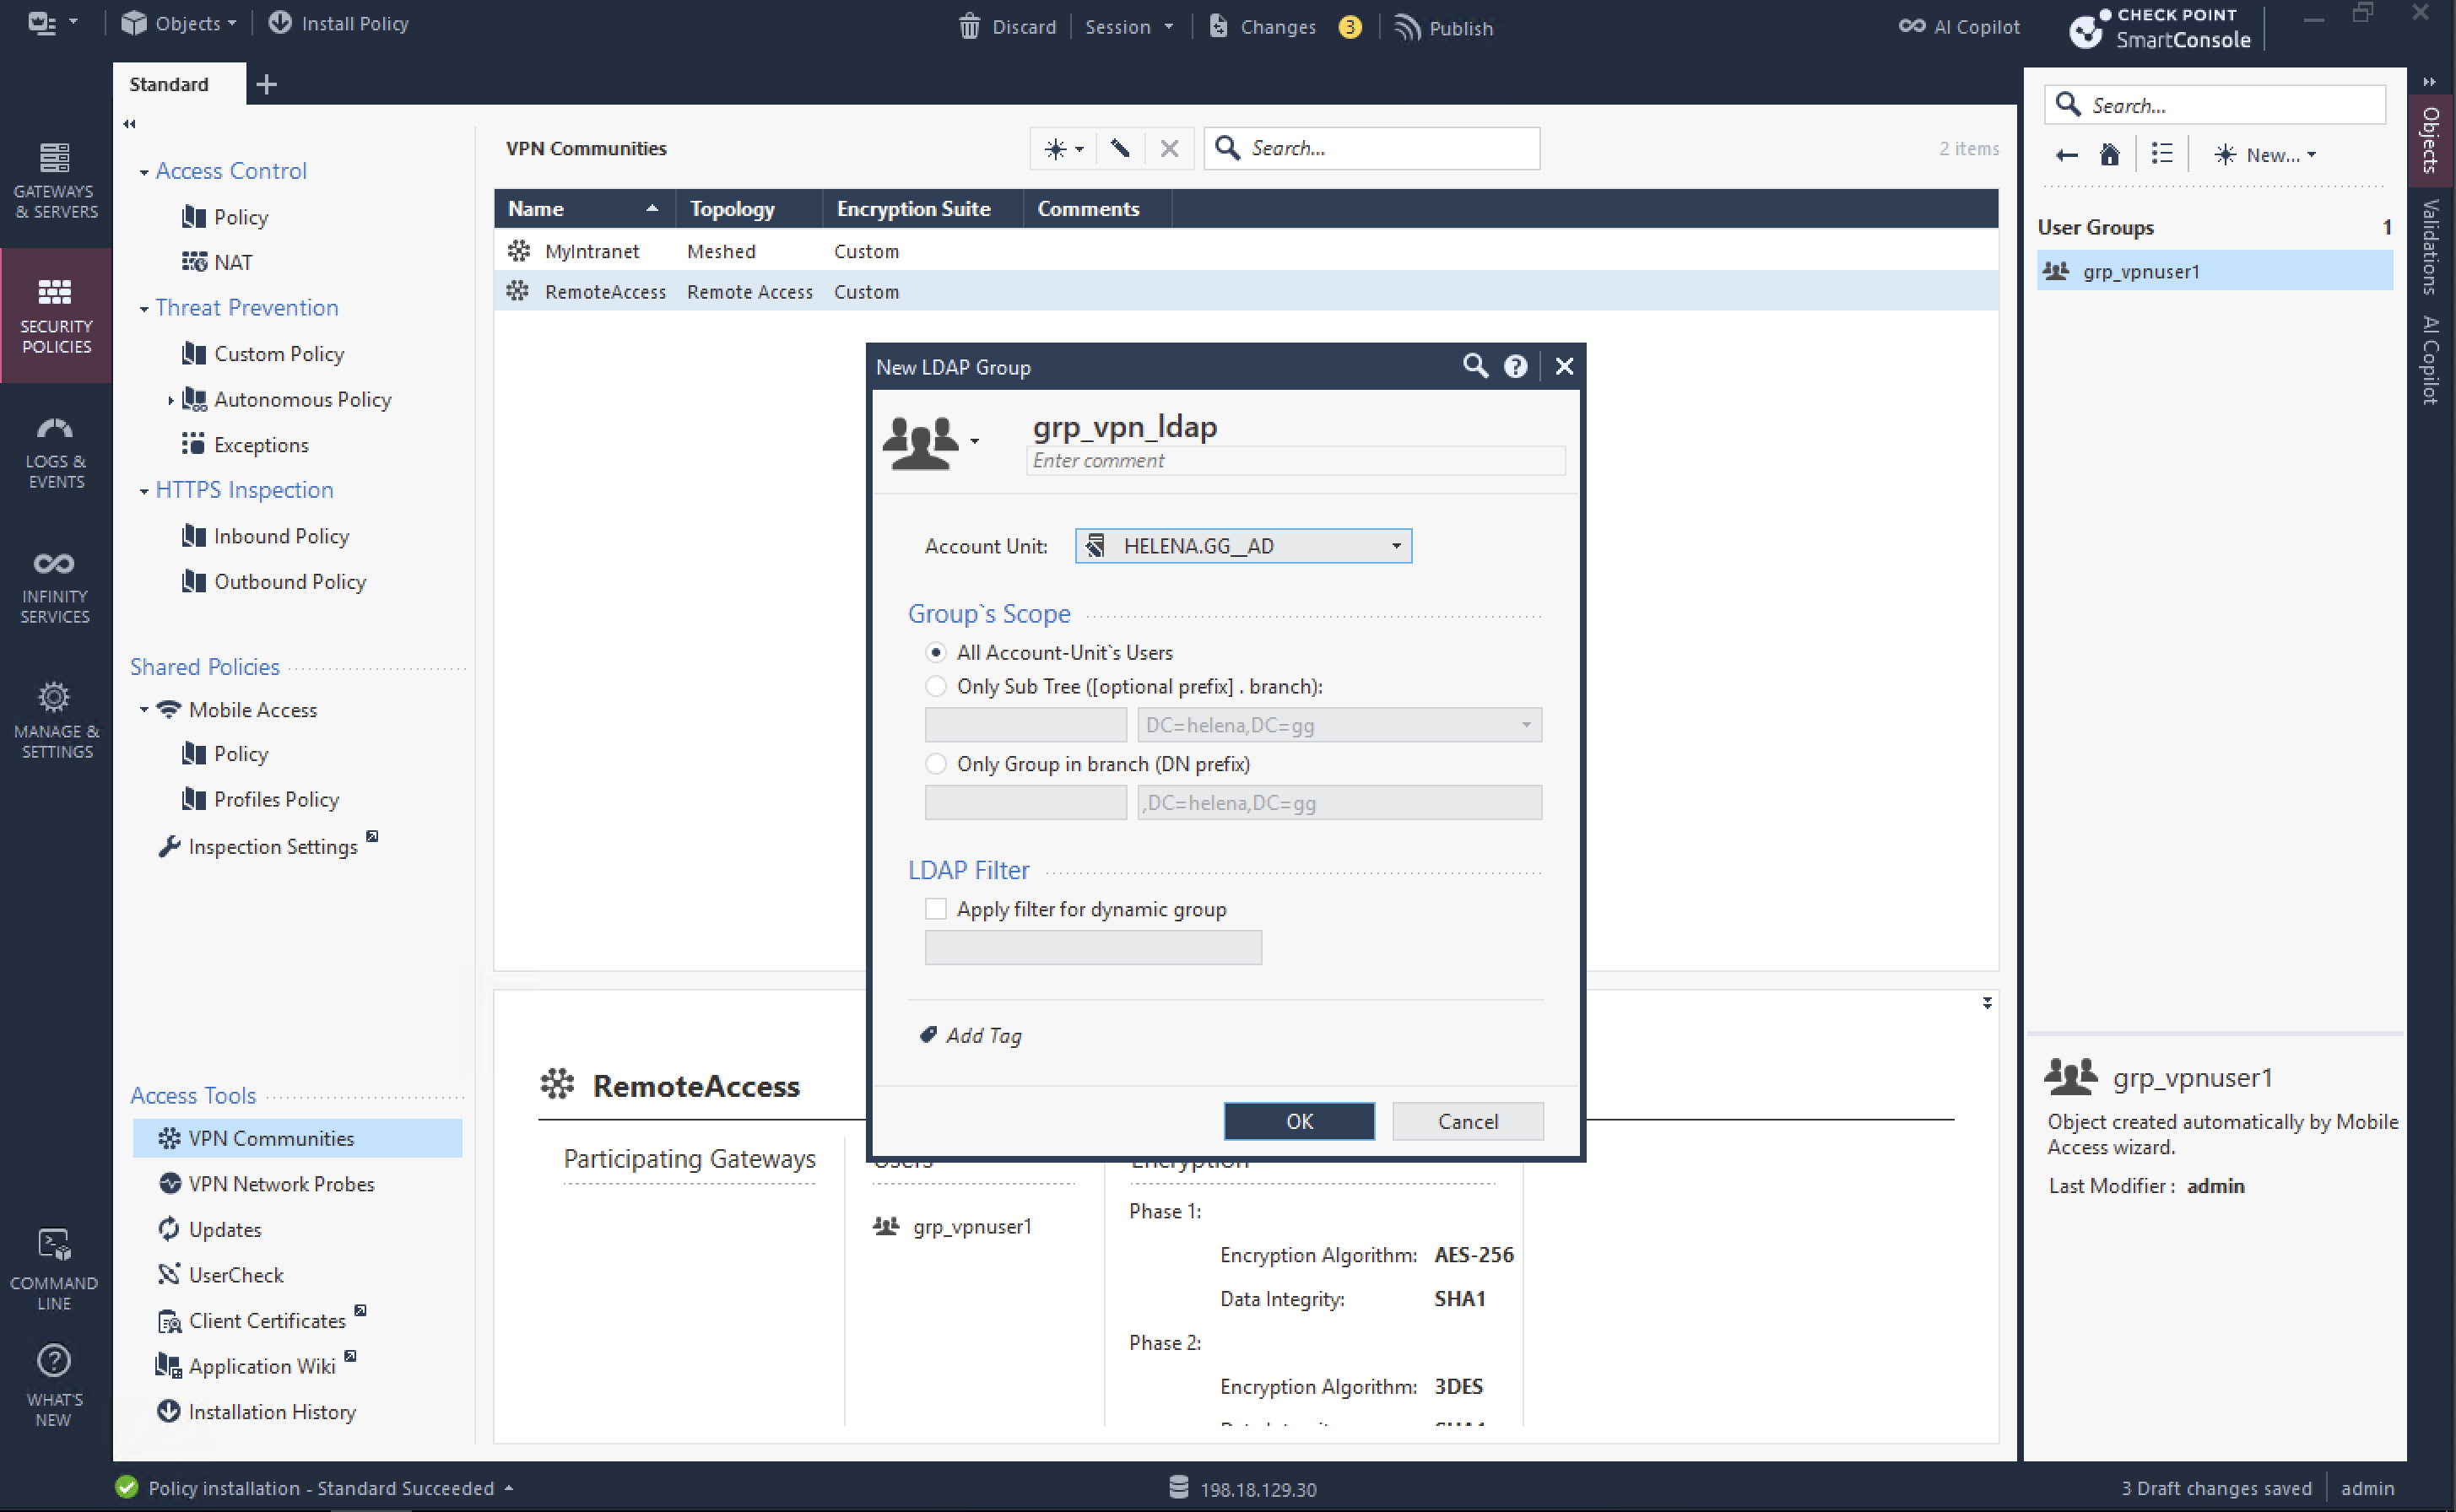 Objects
Install Policy
Discard
Session
Changes
3
Publish
AI Copilot
CHECK POINT
SmartConsole
Standard
GATEWAYS
& SERVERS
SECURITY
POLICIES
LOGS &
EVENTS
INFINITY
SERVICES
MANAGE &
SETTINGS
COMMAND
LINE
WHAT'S
NEW
Access Control
Policy
NAT
Threat Prevention
Custom Policy
Autonomous Policy
Exceptions
HTTPS Inspection
Inbound Policy
Outbound Policy
Shared Policies
Mobile Access
Policy
Profiles Policy
Inspection Settings
Access Tools
VPN Communities
VPN Network Probes
Updates
UserCheck
Client Certificates
Application Wiki
Installation History
VPN Communities
Search...
2 items
Name Topology Encryption Suite Comments
MyIntranet Meshed Custom
RemoteAccess Remote Access Custom
New LDAP Group
grp_vpn_ldap
Enter comment
Account Unit: HELENA.GG__AD
Group`s Scope
All Account-Unit`s Users
Only Sub Tree ([optional prefix] . branch):
DC=helena,DC=gg
Only Group in branch (DN prefix)
,DC=helena,DC=gg
LDAP Filter
Apply filter for dynamic group
Add Tag
OK Cancel
RemoteAccess
Participating Gateways
Users
grp_vpnuser1
Encryption
Phase 1:
Encryption Algorithm: AES-256
Data Integrity: SHA1
Phase 2:
Encryption Algorithm: 3DES
Search...
New...
User Groups 1
grp_vpnuser1
grp_vpnuser1
Object created automatically by Mobile
Access wizard.
Last Modifier : admin
Objects
Validations
AI Copilot
Policy installation - Standard Succeeded
198.18.129.30
3 Draft changes saved
admin